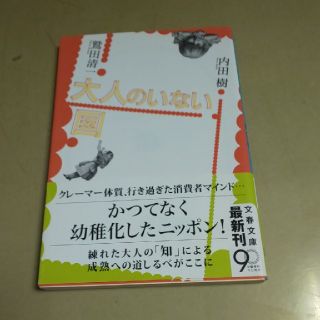 鷲田清一
内田樹
大人のいない
国
クレーマー体質、行き過ぎた消費者マインド…
かつてなく
幼稚化したニッポン!
練れた大人の「知」による
成熟への道しるべがここに
文春文庫
最新刊
90